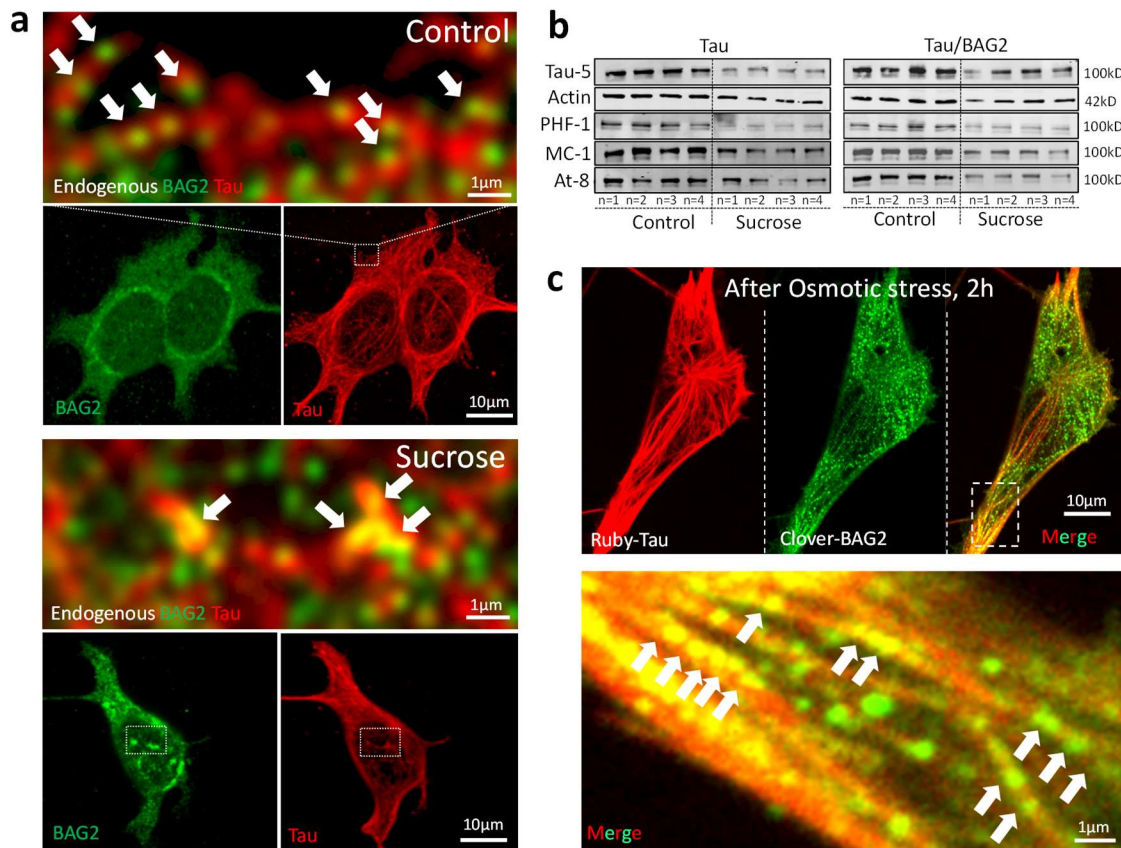 a
Control
Endogenous BAG2 Tau
1µm
BAG2
Tau
10µm
Sucrose
Endogenous BAG2 Tau
1µm
BAG2
Tau
10µm
b
Tau
Tau/BAG2
Tau-5
100kD
Actin
42kD
PHF-1
100kD
MC-1
100kD
At-8
100kD
n=1 n=2 n=3 n=4 n=1 n=2 n=3 n=4
n=1 n=2 n=3 n=4 n=1 n=2 n=3 n=4
Control Sucrose
Control Sucrose
c
After Osmotic stress, 2h
10µm
Ruby-Tau
Clover-BAG2
Merge
Merge
1µm